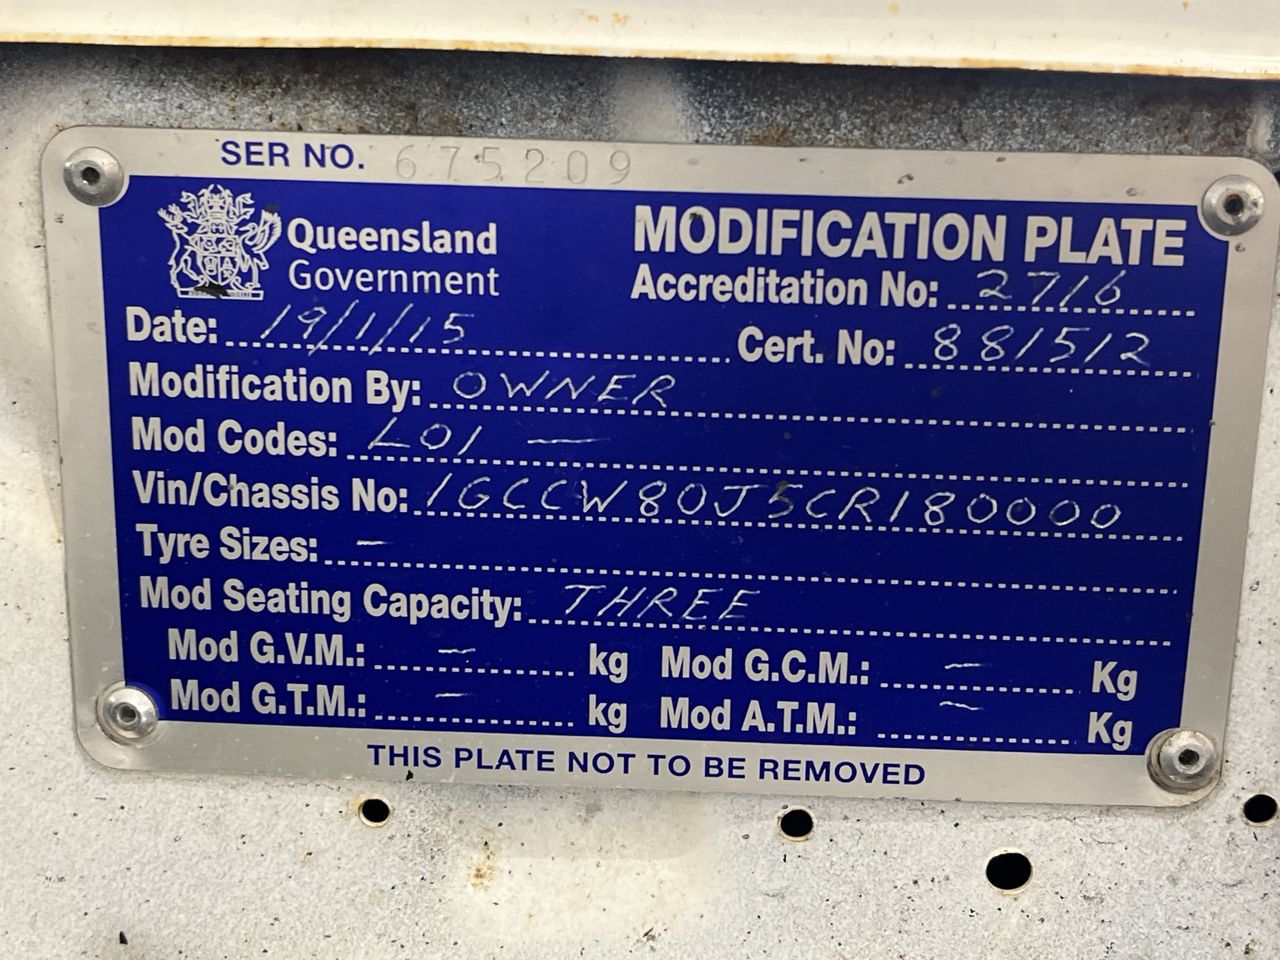 SER NO. 675209
Queensland
Government
MODIFICATION PLATE
Accreditation No: 2716
Date: 19/1/15 Cert. No: 881512
Modification By: OWNER
Mod Codes: LO1 —
Vin/Chassis No: 1GCCW80J5CR180000
Tyre Sizes: -
Mod Seating Capacity: THREE
Mod G.V.M.: - kg Mod G.C.M.: - Kg
Mod G.T.M.: - kg Mod A.T.M.: - Kg
THIS PLATE NOT TO BE REMOVED